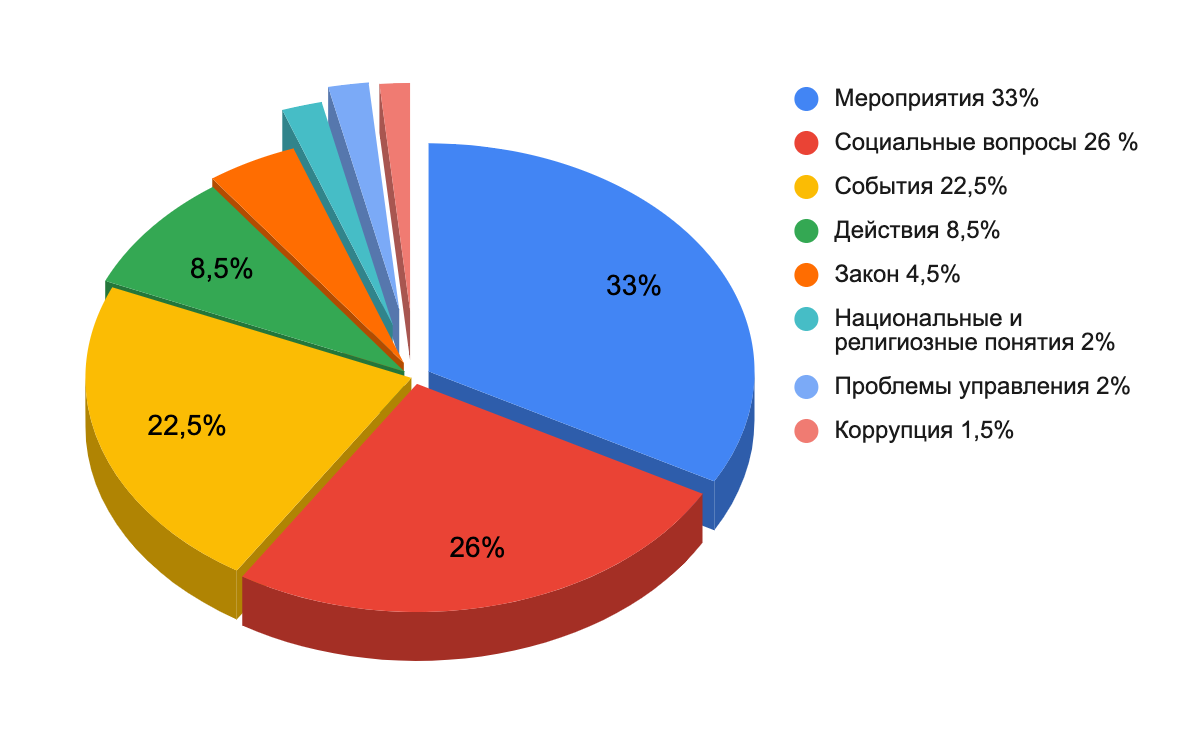 Мероприятия 33%
Социальные вопросы 26 %
События 22,5%
Действия 8,5%
Закон 4,5%
Национальные и
религиозные понятия 2%
Проблемы управления 2%
Коррупция 1,5%
8,5%
33%
22,5%
26%